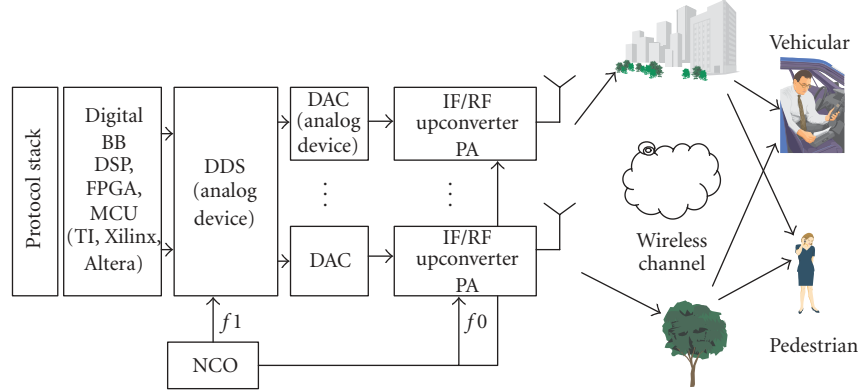 Protocol stack
Digital
BB
DSP,
FPGA,
MCU
(TI, Xilinx,
Altera)
DDS
(analog
device)
DAC
(analog
device)
IF/RF
upconverter
PA
⋮
⋮
DAC
IF/RF
upconverter
PA
f1
f0
NCO
Wireless
channel
Vehicular
Pedestrian